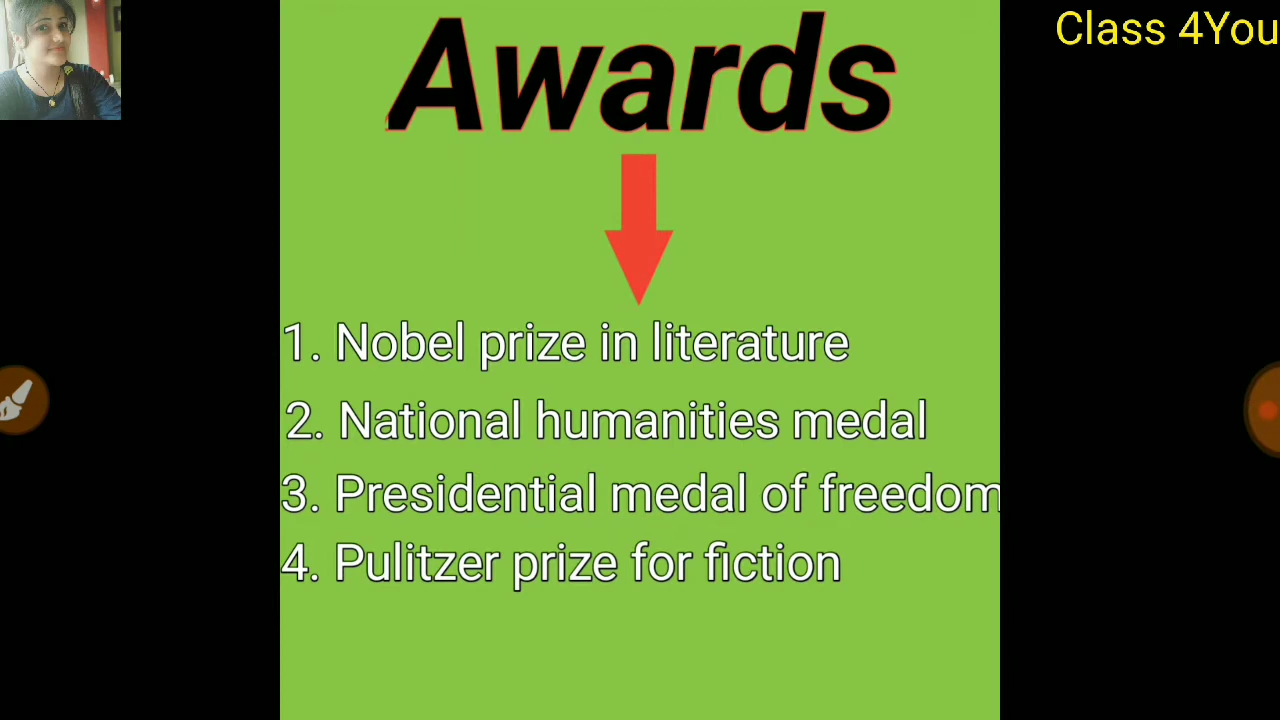 Class 4You
Awards
1. Nobel prize in literature
2. National humanities medal
3. Presidential medal of freedom
4. Pulitzer prize for fiction